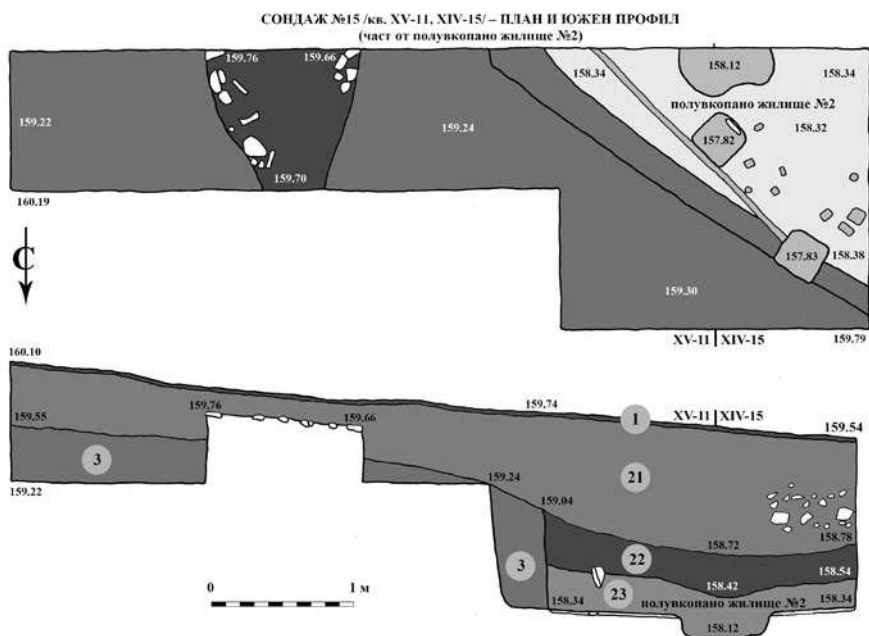 СОНДАЖ №15 /кв. XV-11, XIV-15/ – ПЛАН И ЮЖЕН ПРОФИЛ
(част от полувкопано жилище №2)
159.76 159.66 158.34 158.12 158.34
полувкопано жилище №2
159.22 159.24 158.32
157.82
159.70
160.19
С
157.83 158.38
159.30
XV-11 XIV-15 159.79
160.10
159.76 159.74 XV-11 XIV-15
1
159.55 159.66 159.54
3 21
159.22 159.24
159.04
158.78
158.72
22 158.54
3 158.42
23
158.34 полувкопано жилище №2 158.34
0 1 м
158.12